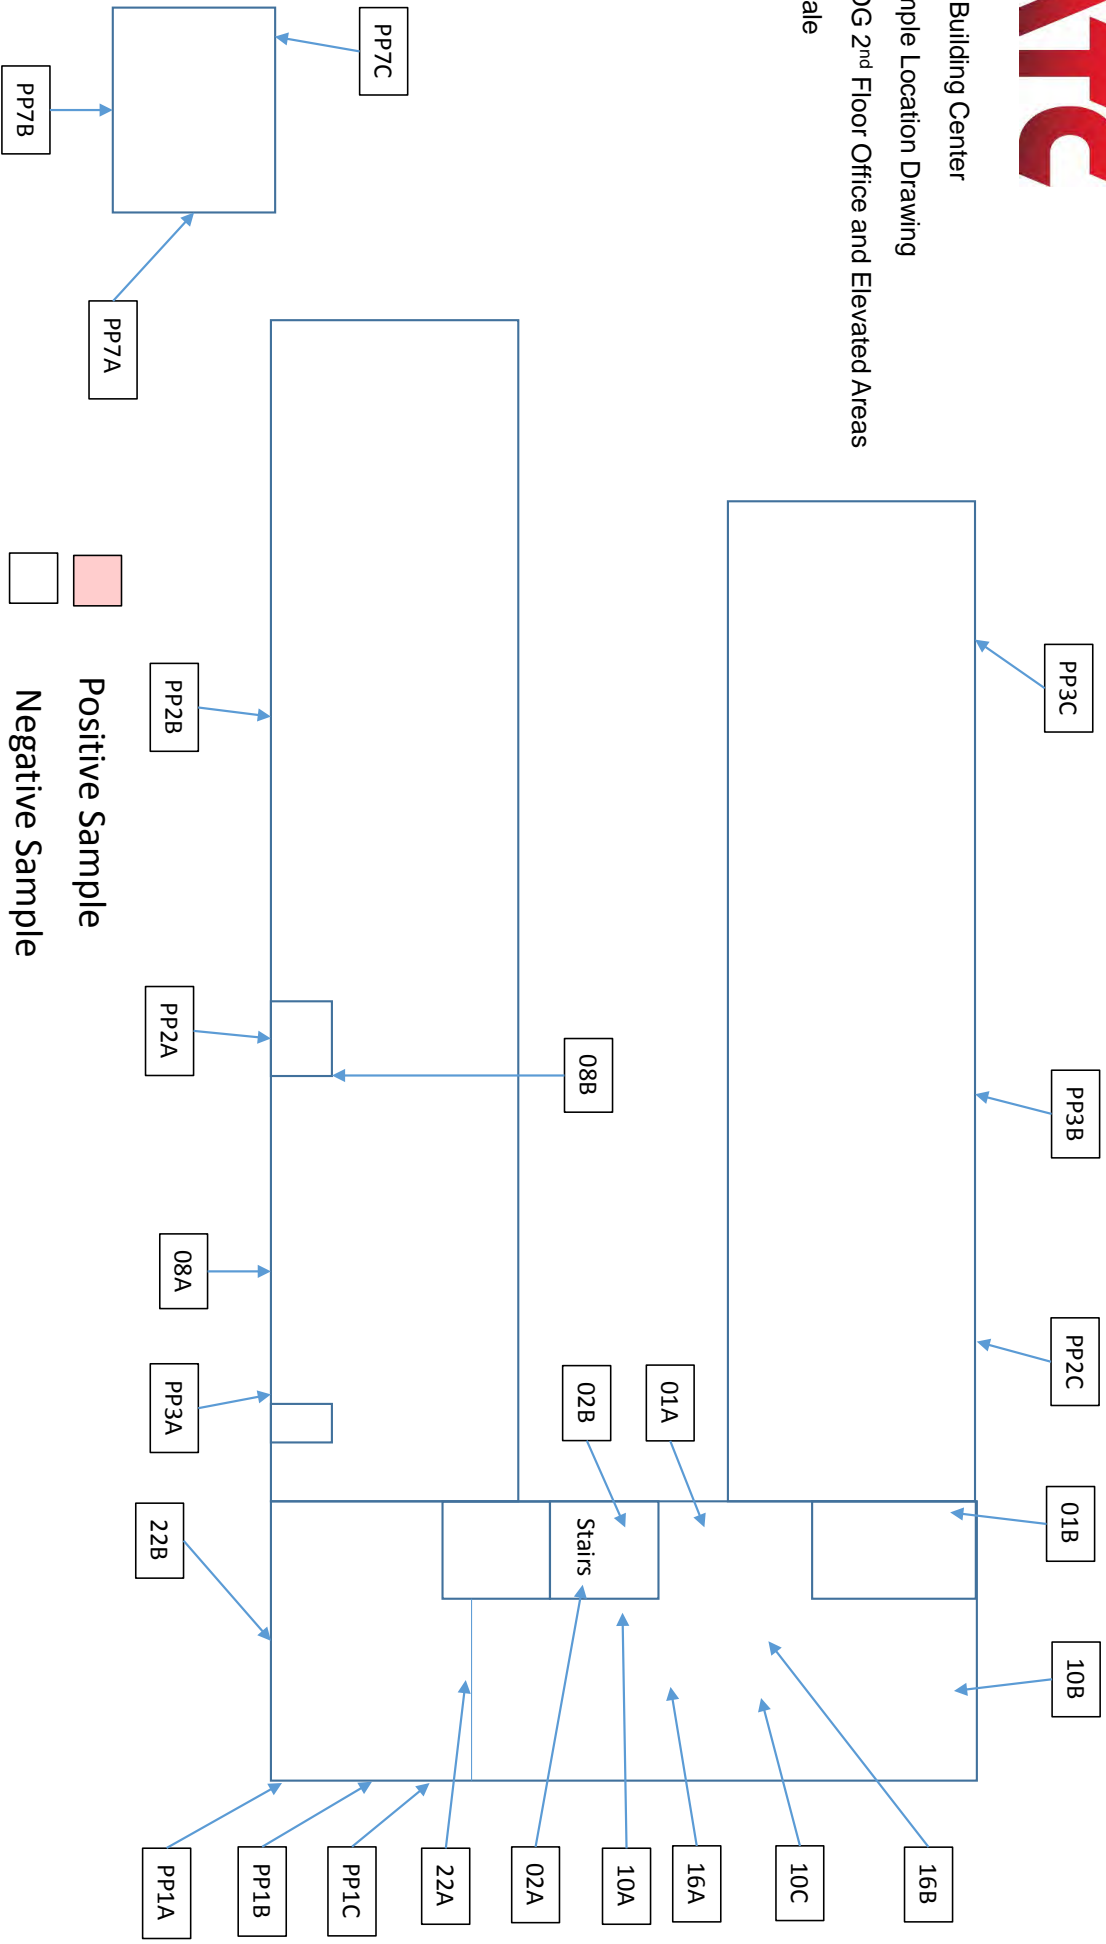 ATC
Building Center
mple Location Drawing
OG 2nd Floor Office and Elevated Areas
ale
PP3C
PP3B
PP2C
01B
10B
16B
10C
16A
01A
10A
08B
02B
Stairs
02A
22A
PP7C
PP1C
PP1B
PP2B
PP2A
08A
PP3A
22B
PP1A
PP7A
Positive Sample
PP7B
Negative Sample